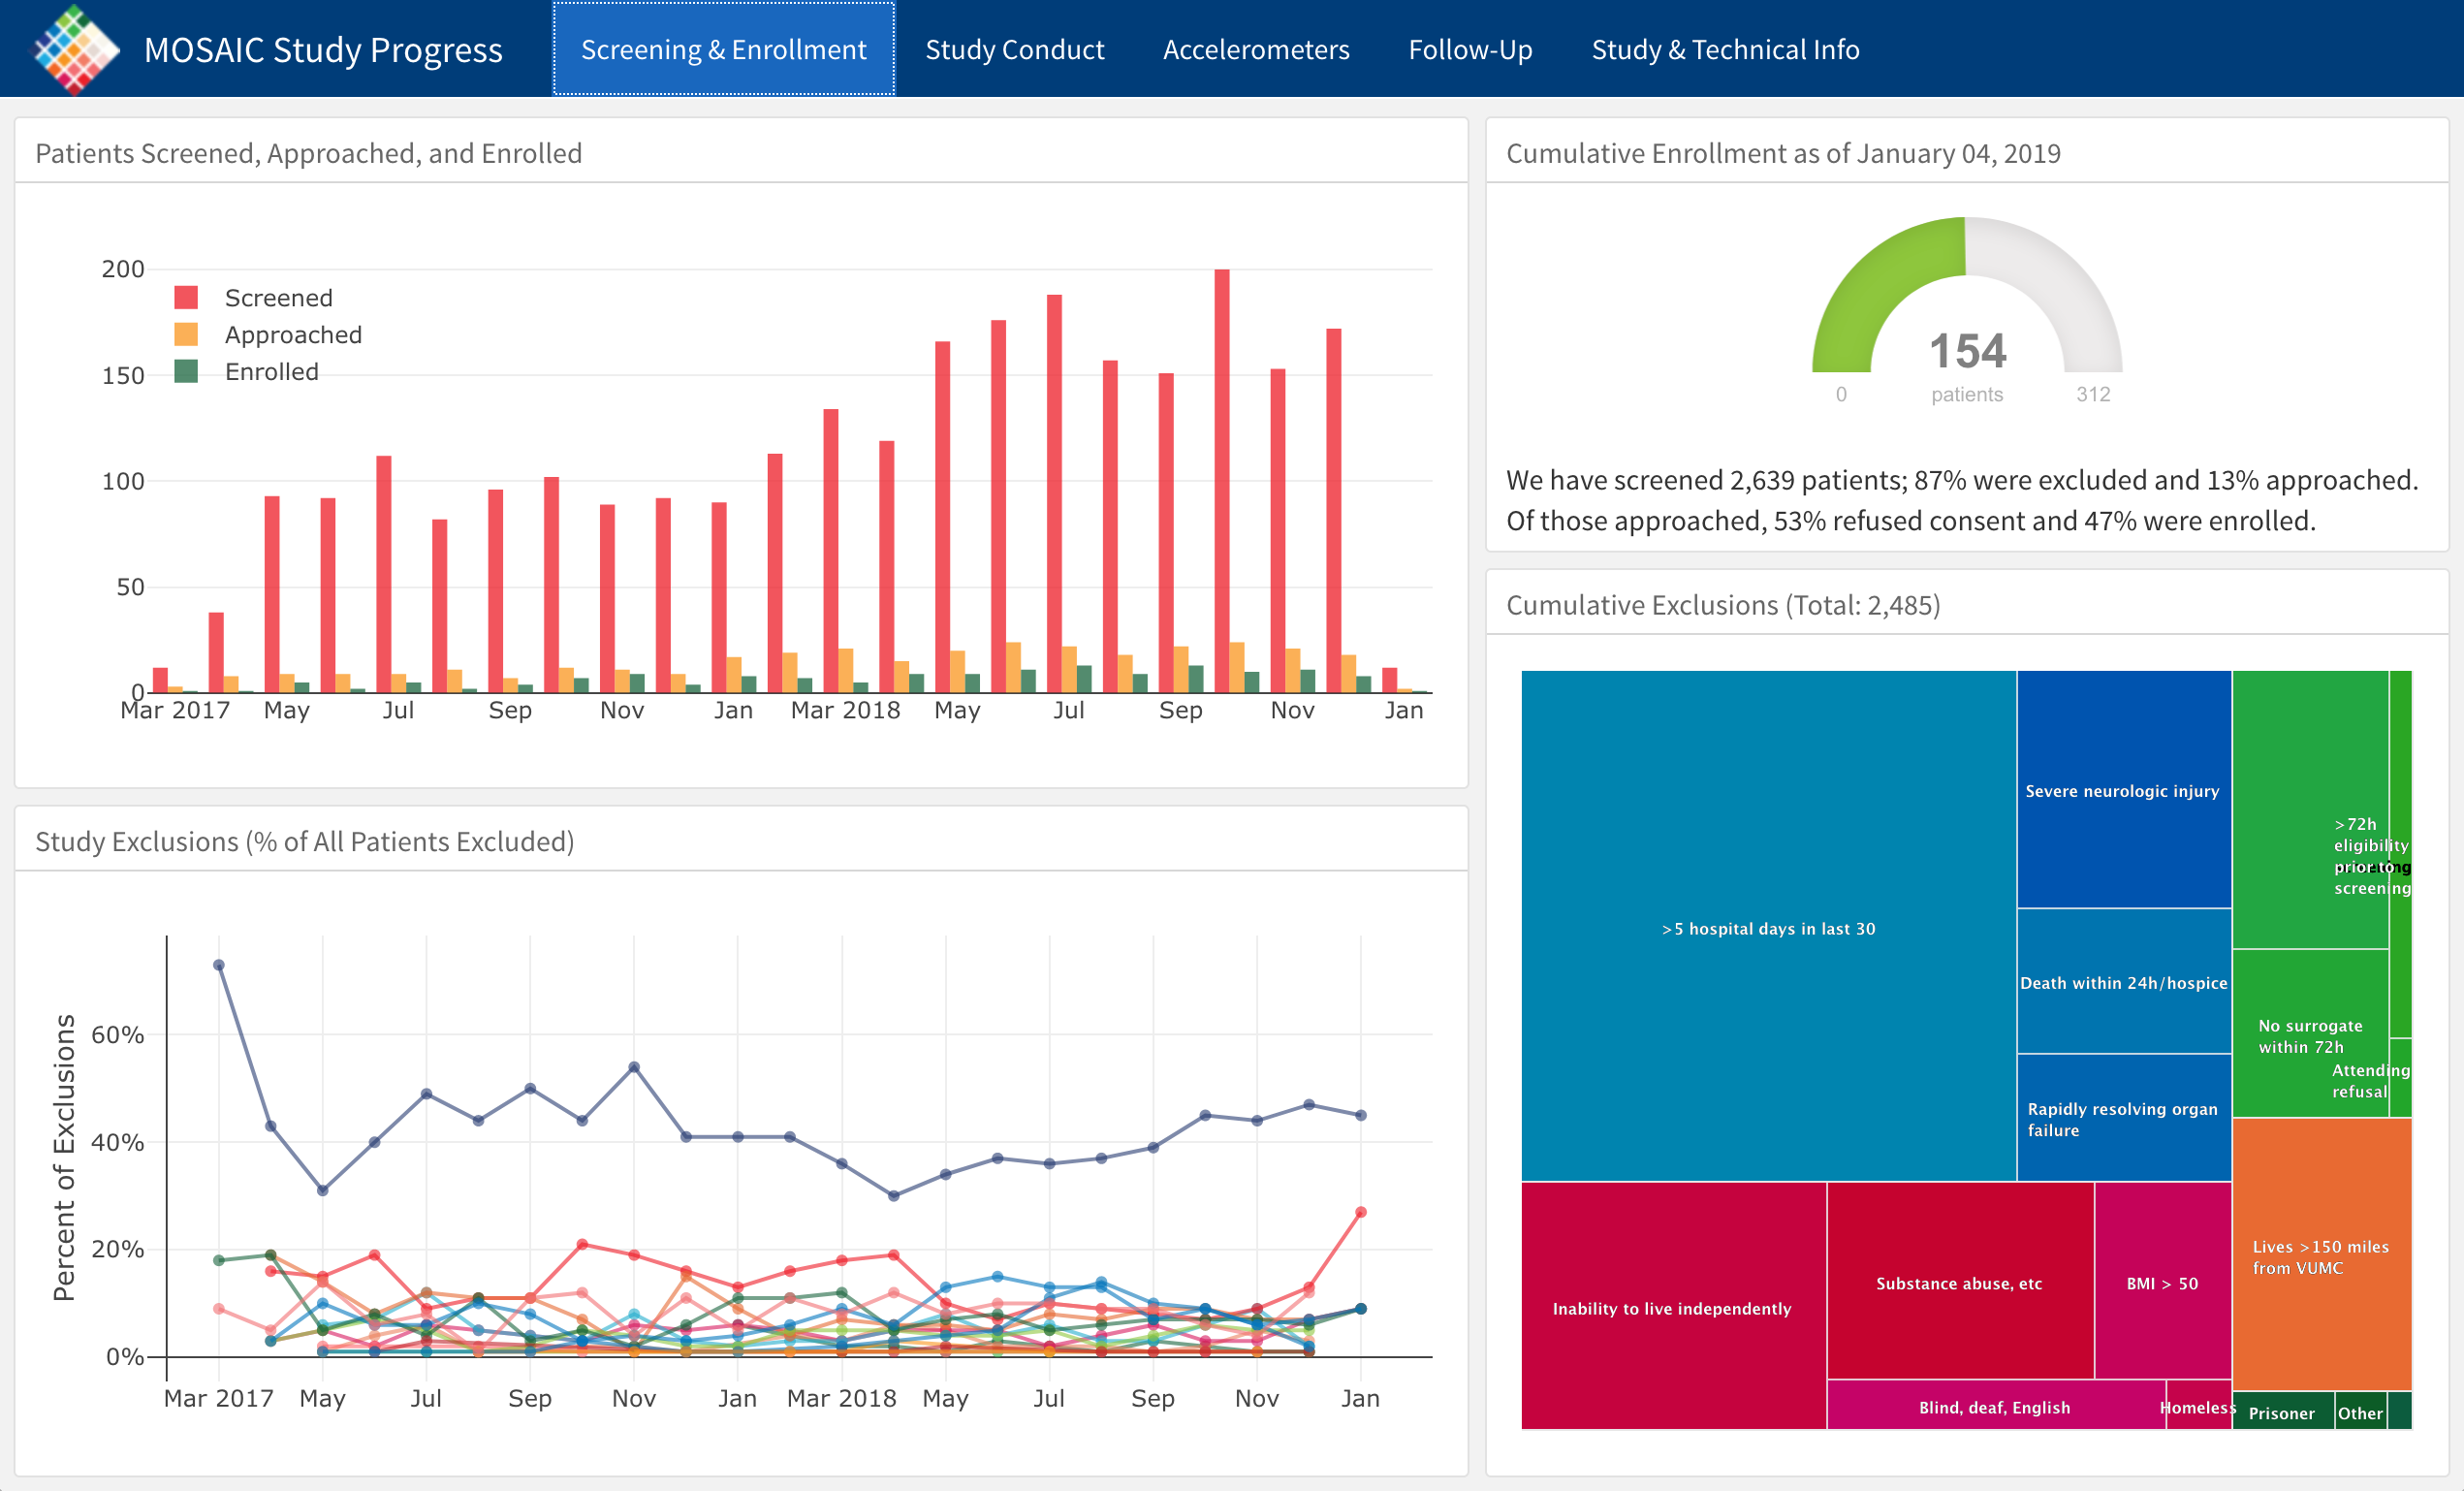 MOSAIC Study Progress
Screening & Enrollment
Study Conduct
Accelerometers
Follow-Up
Study & Technical Info
Patients Screened, Approached, and Enrolled
200
150
100
50
0
Screened
Approached
Enrolled
Mar 2017
May
Jul
Sep
Nov
Jan
Mar 2018
May
Jul
Sep
Nov
Jan
Cumulative Enrollment as of January 04, 2019
154
0
patients
312
We have screened 2,639 patients; 87% were excluded and 13% approached.
Of those approached, 53% refused consent and 47% were enrolled.
Study Exclusions (% of All Patients Excluded)
Percent of Exclusions
60%
40%
20%
0%
Mar 2017
May
Jul
Sep
Nov
Jan
Mar 2018
May
Jul
Sep
Nov
Jan
Cumulative Exclusions (Total: 2,485)
>5 hospital days in last 30
Severe neurologic injury
Death within 24h/hospice
Rapidly resolving organ
failure
>72h
eligibility
prior to
screening
No surrogate
within 72h
Attending
refusal
Lives >150 miles
from VUMC
Inability to live independently
Substance abuse, etc
BMI > 50
Blind, deaf, English
Homeless
Prisoner
Other